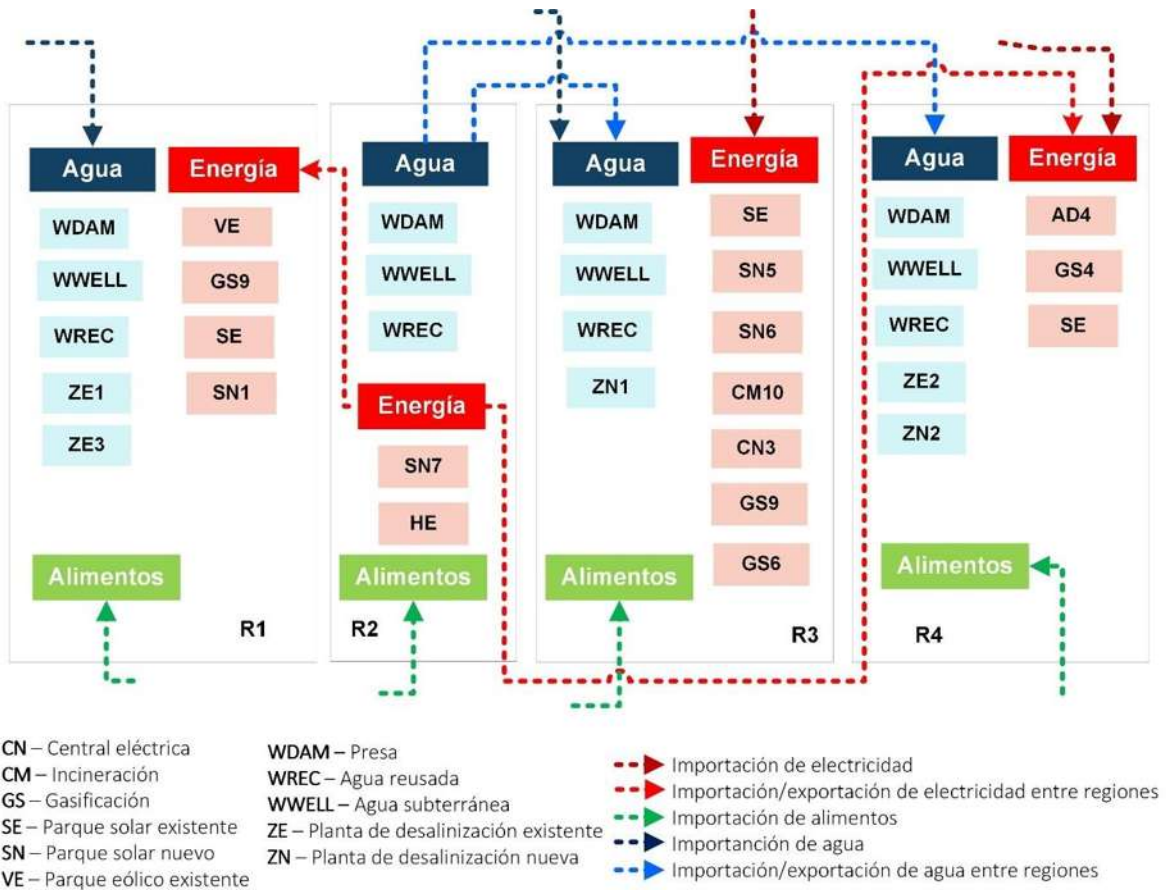 Agua
Energía
WDAM
VE
WWELL
GS9
WREC
SE
ZE1
SN1
ZE3
Alimentos
R1
Agua
WDAM
WWELL
WREC
Energía
SN7
HE
Alimentos
R2
Agua
Energía
WDAM
SE
WWELL
SN5
WREC
SN6
ZN1
CM10
CN3
GS9
GS6
Alimentos
R3
Agua
Energía
WDAM
AD4
WWELL
GS4
WREC
SE
ZE2
ZN2
Alimentos
R4
CN – Central eléctrica
CM – Incineración
GS – Gasificación
SE – Parque solar existente
SN – Parque solar nuevo
VE – Parque eólico existente
WDAM – Presa
WREC – Agua reusada
WWELL – Agua subterránea
ZE – Planta de desalinización existente
ZN – Planta de desalinización nueva
Importación de electricidad
Importación/exportación de electricidad entre regiones
Importación de alimentos
Importanción de agua
Importación/exportación de agua entre regiones